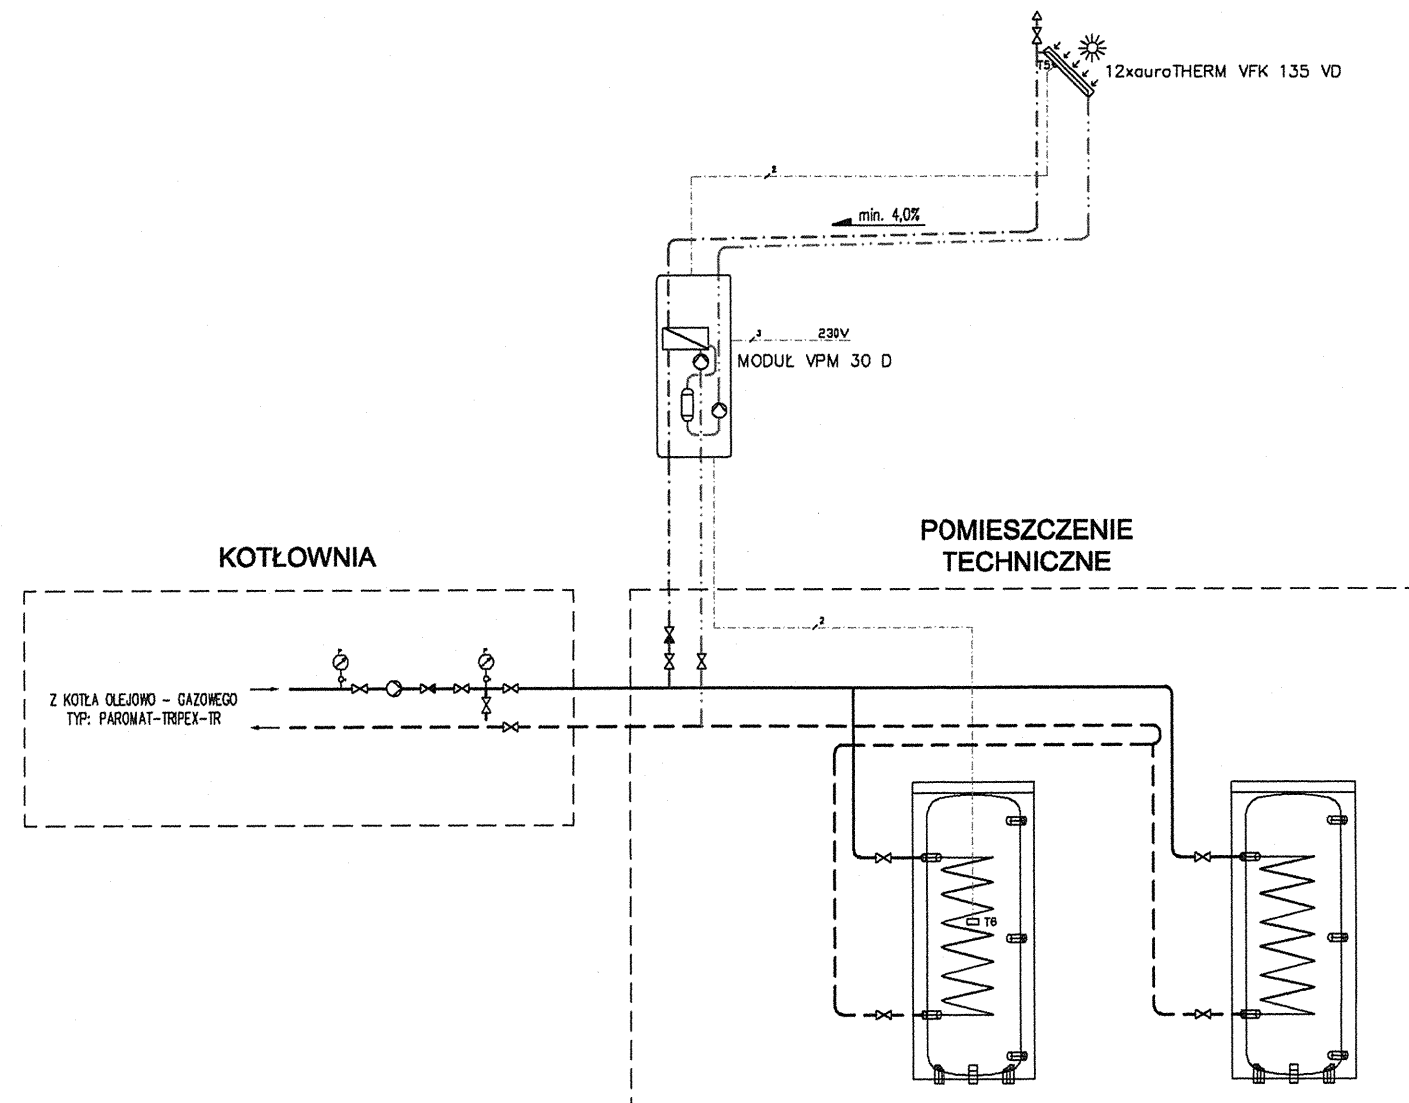 T5
12xauroTHERM VFK 135 VD
2
min. 4,0%
3
230V
MODUŁ VPM 30 D
KOTŁOWNIA
POMIESZCZENIE
TECHNICZNE
2
P
P
Z KOTŁA OLEJOWO - GAZOWEGO
TYP: PAROMAT-TRIPEX-TR
T6